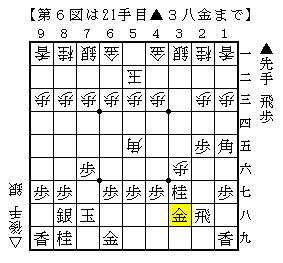 【第6図は21手目▲3八金まで】
9 8 7 6 5 4 3 2 1
香 桂 銀 金 金 銀 桂 香 一
王 二
歩 歩 歩 歩 歩 歩 歩 歩 歩 三
四
角 歩 角 五
歩 歩 六
歩 歩 歩 歩 歩 桂 歩 七
銀 玉 金 飛 八
香 桂 金 香 九
▲先手 飛歩
△後手 銀